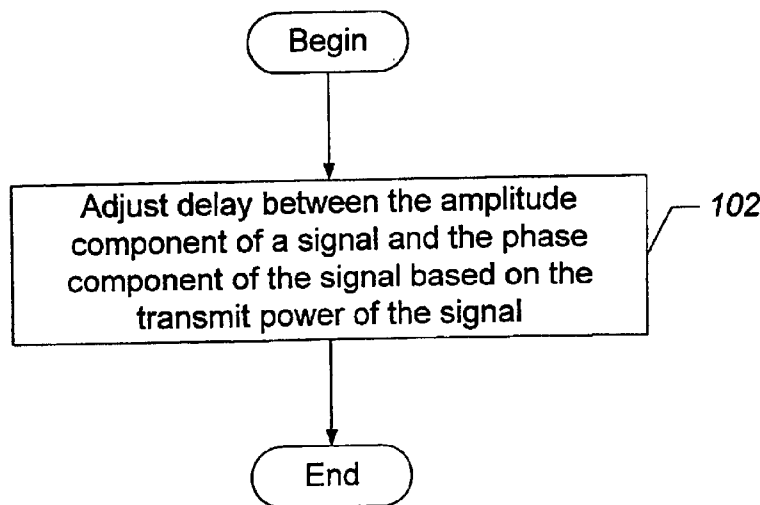 Begin
Adjust delay between the amplitude
component of a signal and the phase
component of the signal based on the
transmit power of the signal
102
End